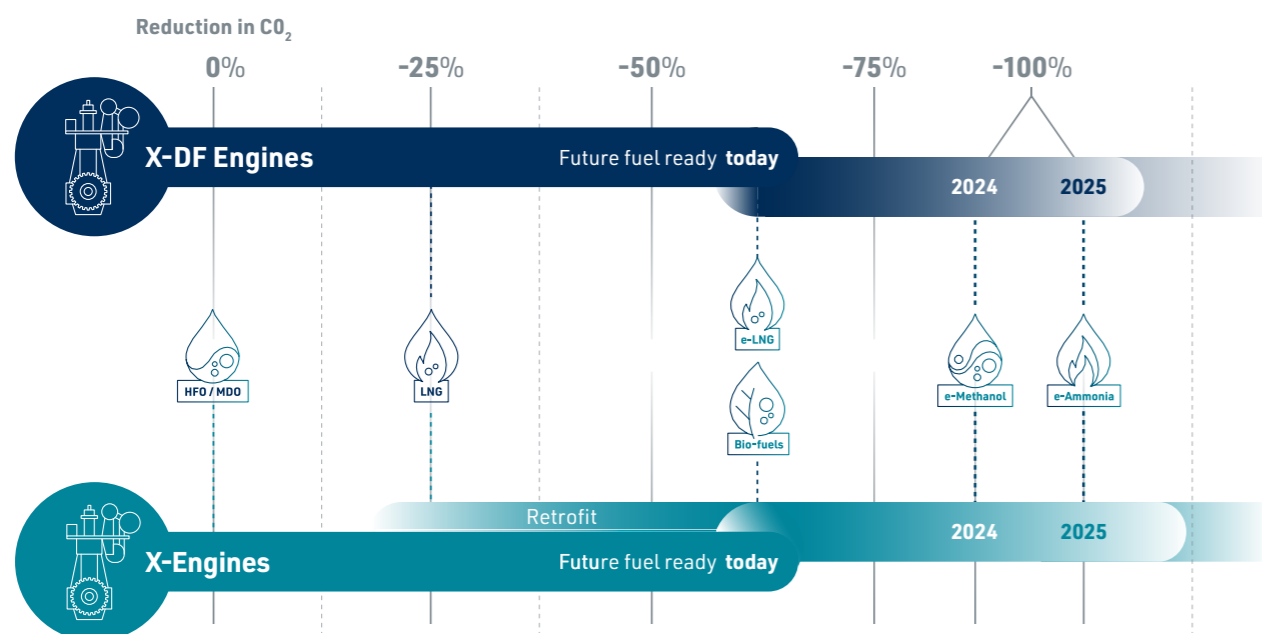 Reduction in CO₂
0%
-25%
-50%
-75%
-100%
X-DF Engines
Future fuel ready today
2024
2025
e-LNG
HFO / MDO
LNG
e-Methanol
e-Ammonia
Bio-fuels
Retrofit
2024
2025
X-Engines
Future fuel ready today